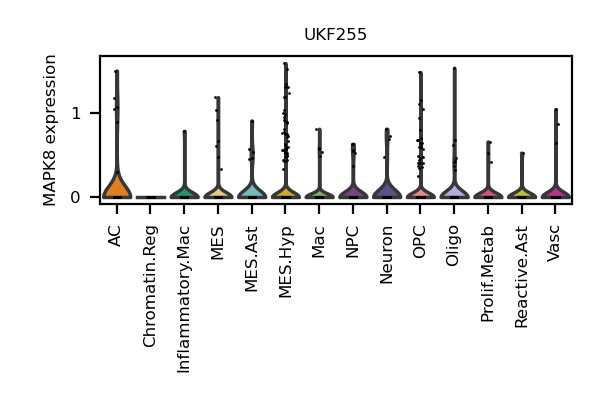 UKF255
MAPK8 expression
1
0
AC
Chromatin.Reg
Inflammatory.Mac
MES
MES.Ast
MES.Hyp
Mac
NPC
Neuron
OPC
Oligo
Prolif.Metab
Reactive.Ast
Vasc